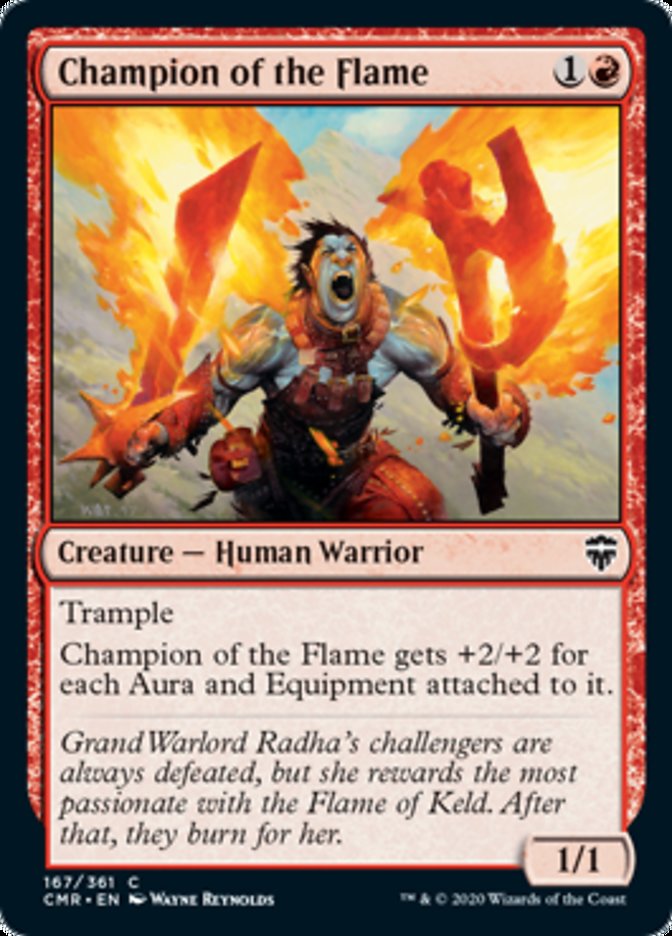 Champion of the Flame 1
Creature — Human Warrior
Trample
Champion of the Flame gets +2/+2 for
each Aura and Equipment attached to it.
Grand Warlord Radha's challengers are
always defeated, but she rewards the most
passionate with the Flame of Keld. After
that, they burn for her.
1/1
167/361 C
CMR • EN Wayne Reynolds
™ & © 2020 Wizards of the Coast